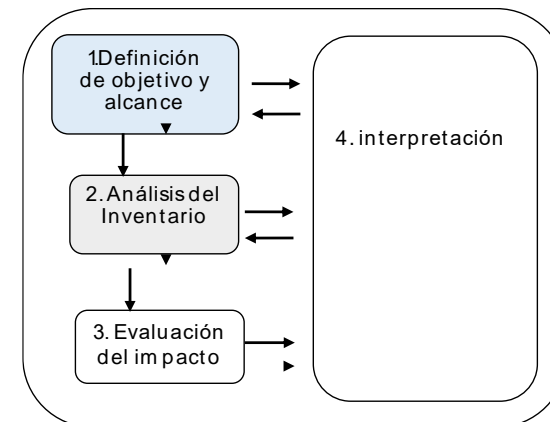 1.Definición
de objetivo y
alcance
4. interpretación
2. Análisis del
Inventario
3. Evaluación
del impacto